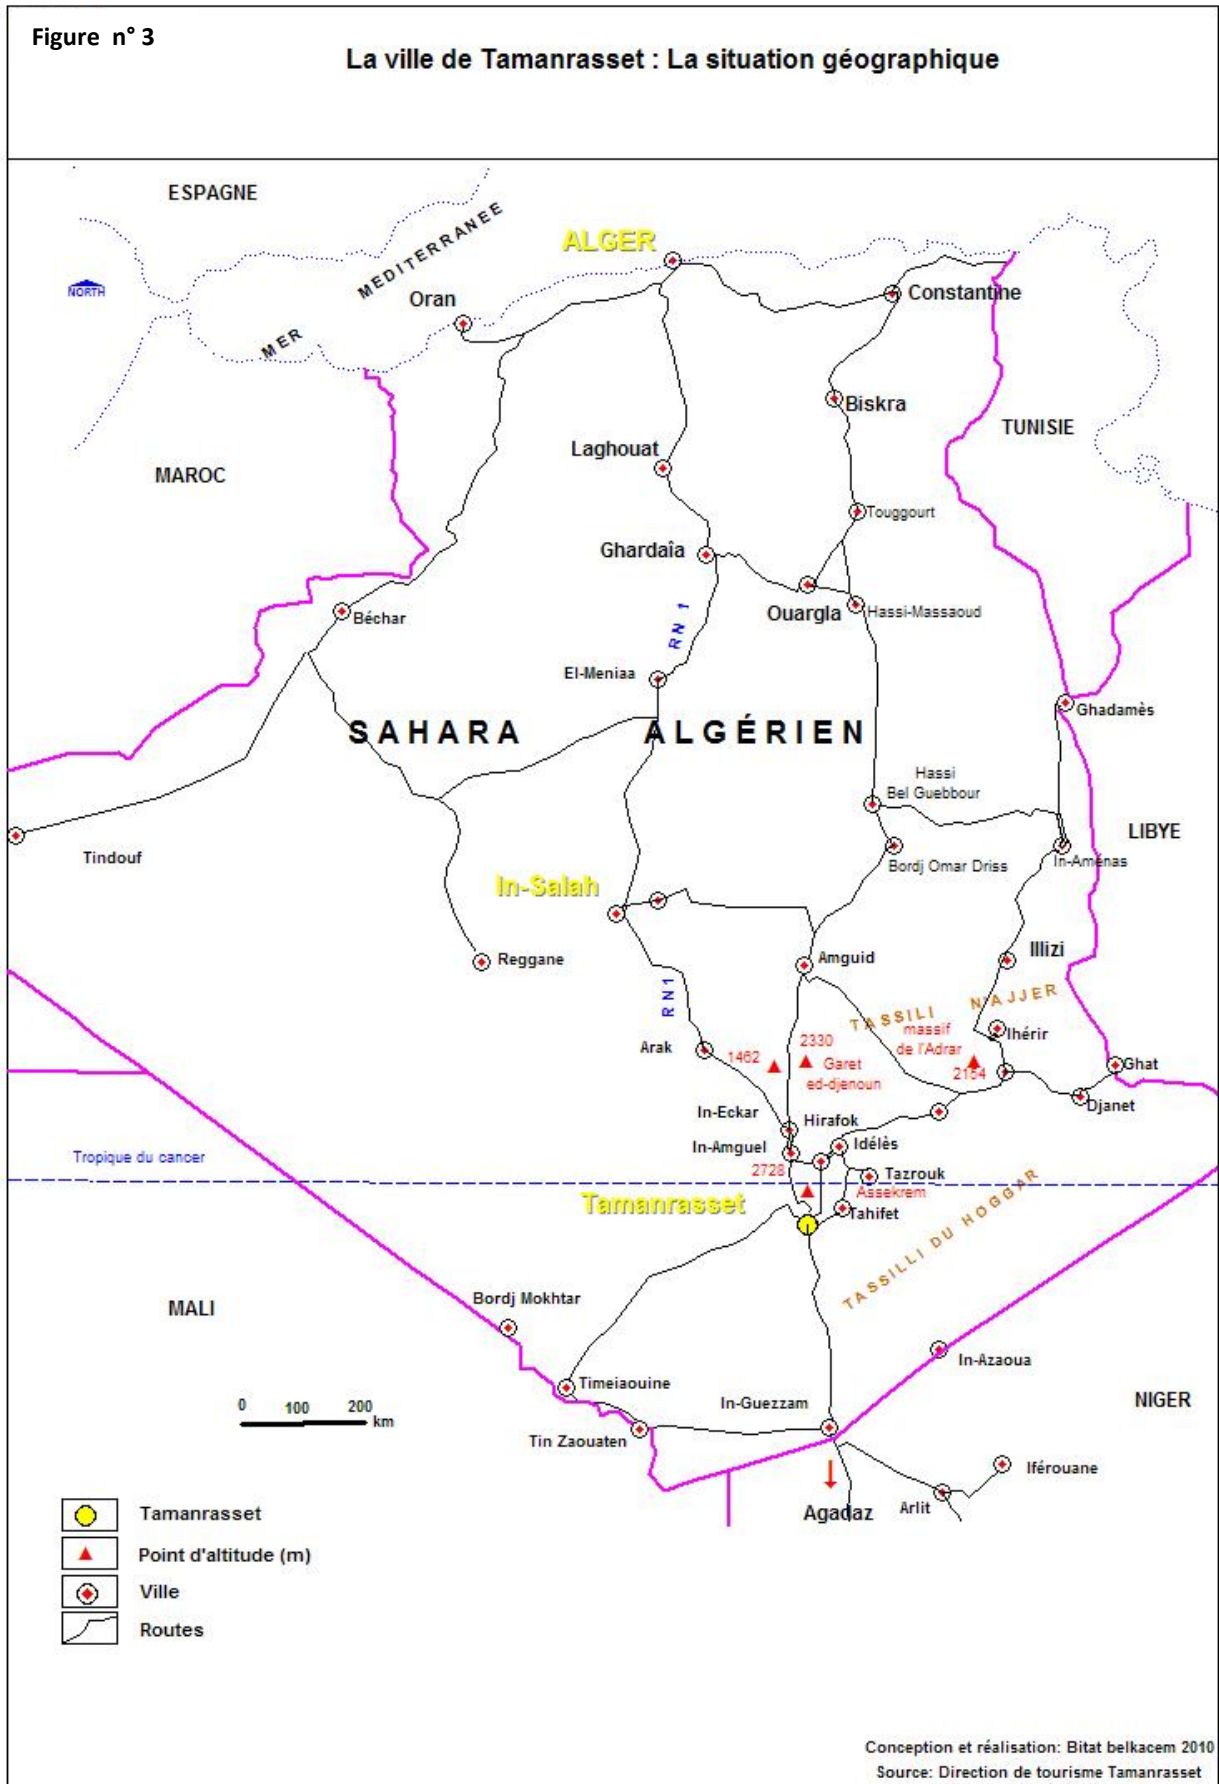 Figure n° 3
La ville de Tamanrasset : La situation géographique
ESPAGNE
MER MEDITERRANEE
NORTH
ALGER
Oran
Constantine
Biskra
TUNISIE
Laghouat
MAROC
Touggourt
Ghardaîa
Ouargla
Hassi-Massaoud
Béchar
RN 1
El-Meniaa
Ghadamès
SAHARA ALGÉRIEN
Hassi
Bel Guebbour
LIBYE
Tindouf
Bordj Omar Driss
In-Aménas
In-Salah
Reggane
Amguid
Illizi
RN1
TASSILI N'AJJER
Arak
1462
2330
Garet
ed-djenoun
massif
de l'Adrar
2154
Ihérir
Ghat
Djanet
In-Eckar
Hirafok
In-Amguel
Idélès
Tropique du cancer
2728
Tazrouk
Assekrem
Tamanrasset
Tahifet
TASSILLI DU HOGGAR
MALI
Bordj Mokhtar
In-Azaoua
Timeiaouine
In-Guezzam
NIGER
0 100 200
km
Tin Zaouaten
Iférouane
Arlit
Agadaz
Tamanrasset
Point d'altitude (m)
Ville
Routes
Conception et réalisation: Bitat belkacem 2010
Source: Direction de tourisme Tamanrasset